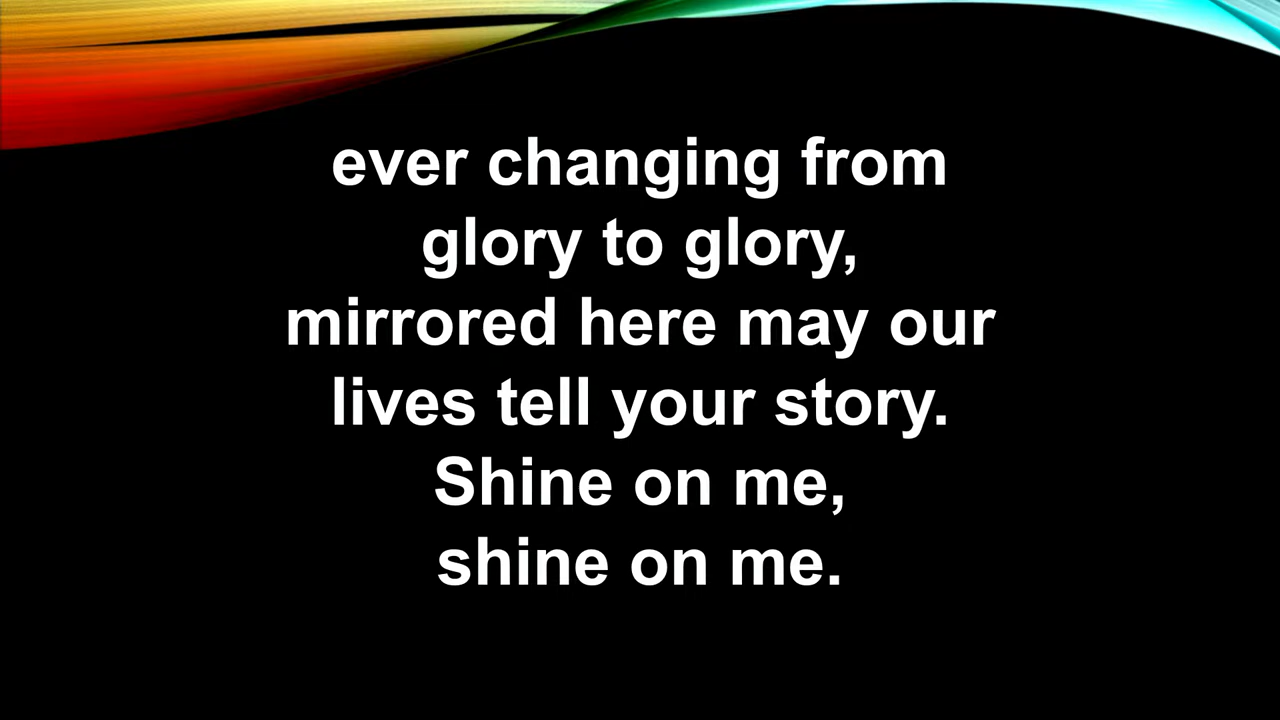 ever changing from
glory to glory,
mirrored here may our
lives tell your story.
Shine on me,
shine on me.